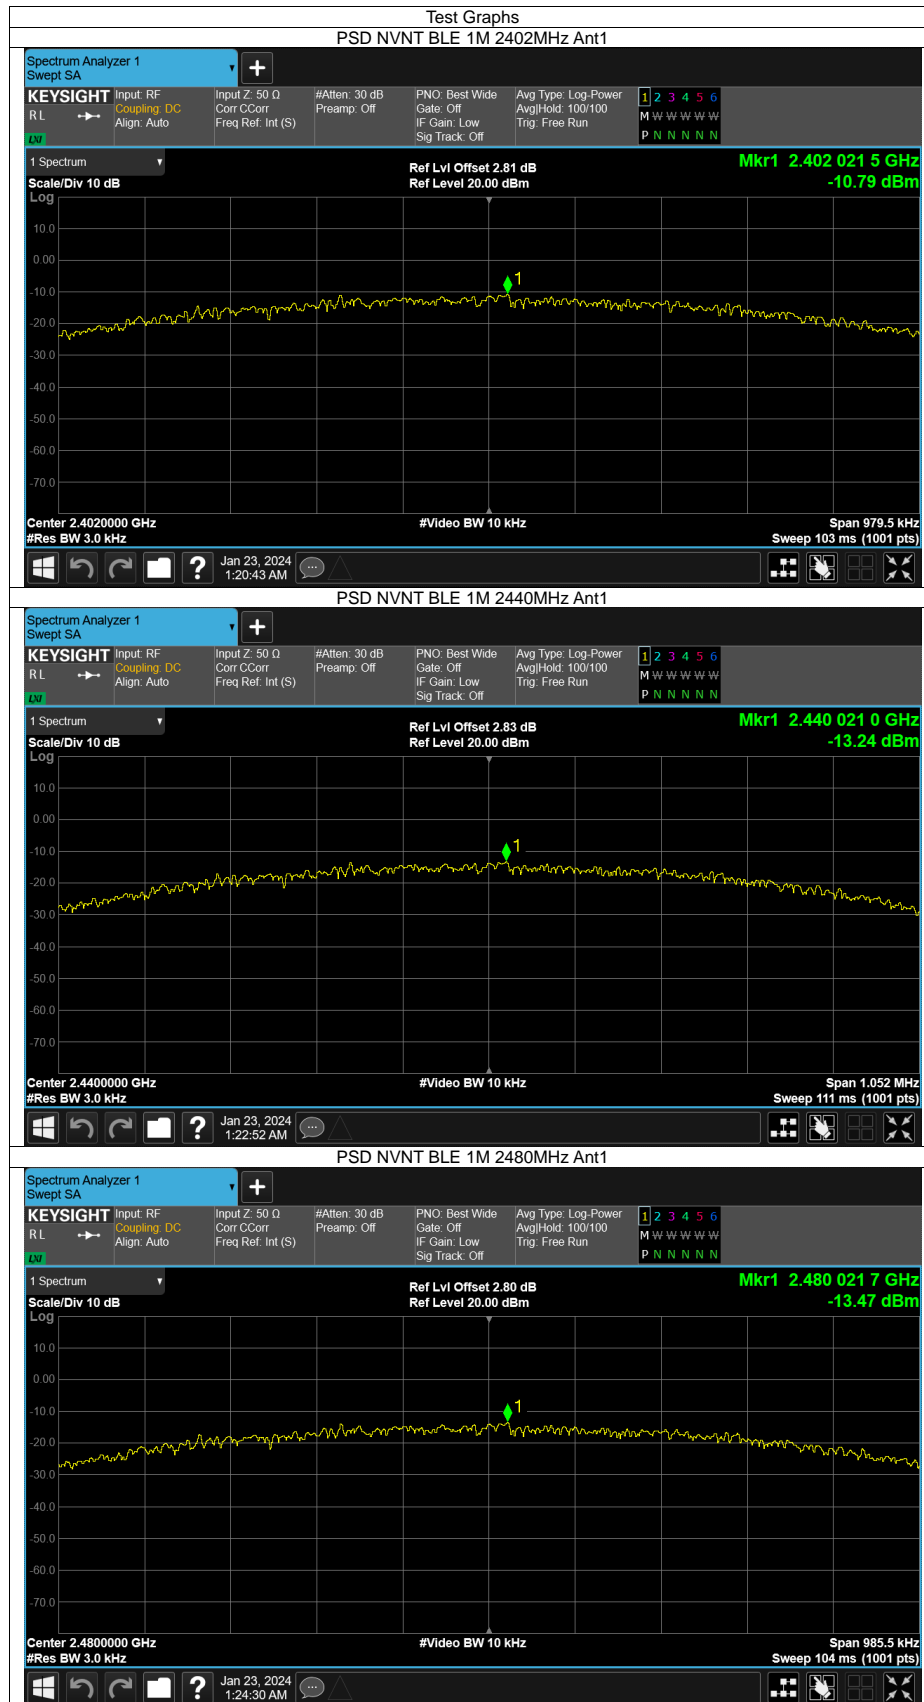 Test Graphs
PSD NVNT BLE 1M 2402MHz Ant1
Spectrum Analyzer 1
Swept SA
KEYSIGHT Input: RF Input Z: 50 Ω #Atten: 30 dB PNO: Best Wide Avg Type: Log-Power 1 2 3 4 5 6
RL Coupling: DC Corr CCorr Preamp: Off Gate: Off Avg|Hold: 100/100 M W W W W W
Align: Auto Freq Ref: Int (S) IF Gain: Low Trig: Free Run
LXI Sig Track: Off P N N N N N N
1 Spectrum Ref Lvl Offset 2.81 dB Mkr1 2.402 021 5 GHz
Scale/Div 10 dB Ref Level 20.00 dBm -10.79 dBm
Log
10.0
0.00
1
-10.0
-20.0
-30.0
-40.0
-50.0
-60.0
-70.0
Center 2.4020000 GHz #Video BW 10 kHz Span 979.5 kHz
#Res BW 3.0 kHz Sweep 103 ms (1001 pts)
? Jan 23, 2024
1:20:43 AM
PSD NVNT BLE 1M 2440MHz Ant1
Spectrum Analyzer 1
Swept SA
KEYSIGHT Input: RF Input Z: 50 Ω #Atten: 30 dB PNO: Best Wide Avg Type: Log-Power 1 2 3 4 5 6
RL Coupling: DC Corr CCorr Preamp: Off Gate: Off Avg|Hold: 100/100 M W W W W W
Align: Auto Freq Ref: Int (S) IF Gain: Low Trig: Free Run
LXI Sig Track: Off P N N N N N N
1 Spectrum Ref Lvl Offset 2.83 dB Mkr1 2.440 021 0 GHz
Scale/Div 10 dB Ref Level 20.00 dBm -13.24 dBm
Log
10.0
0.00
1
-10.0
-20.0
-30.0
-40.0
-50.0
-60.0
-70.0
Center 2.4400000 GHz #Video BW 10 kHz Span 1.052 MHz
#Res BW 3.0 kHz Sweep 111 ms (1001 pts)
? Jan 23, 2024
1:22:52 AM
PSD NVNT BLE 1M 2480MHz Ant1
Spectrum Analyzer 1
Swept SA
KEYSIGHT Input: RF Input Z: 50 Ω #Atten: 30 dB PNO: Best Wide Avg Type: Log-Power 1 2 3 4 5 6
RL Coupling: DC Corr CCorr Preamp: Off Gate: Off Avg|Hold: 100/100 M W W W W W
Align: Auto Freq Ref: Int (S) IF Gain: Low Trig: Free Run
LXI Sig Track: Off P N N N N N N
1 Spectrum Ref Lvl Offset 2.80 dB Mkr1 2.480 021 7 GHz
Scale/Div 10 dB Ref Level 20.00 dBm -13.47 dBm
Log
10.0
0.00
1
-10.0
-20.0
-30.0
-40.0
-50.0
-60.0
-70.0
Center 2.4800000 GHz #Video BW 10 kHz Span 985.5 kHz
#Res BW 3.0 kHz Sweep 104 ms (1001 pts)
? Jan 23, 2024
1:24:30 AM